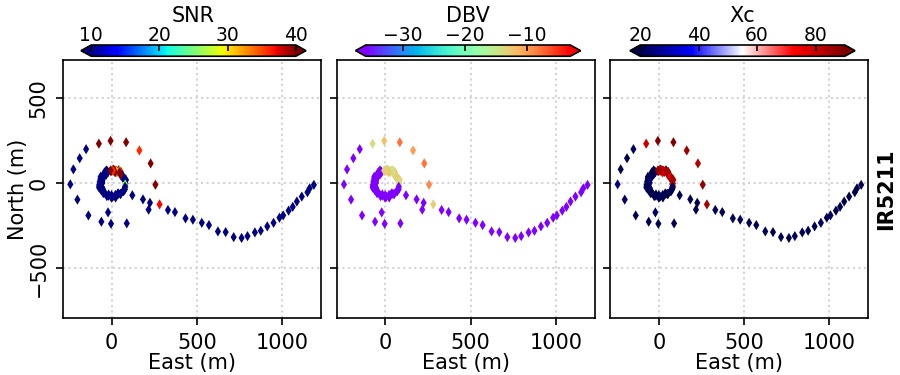 SNR DBV Xc
10 20 30 40 −30 −20 −10 20 40 60 80
500
0
−500
North (m)
0 500 1000 0 500 1000 0 500 1000
East (m) East (m) East (m)
IR5211